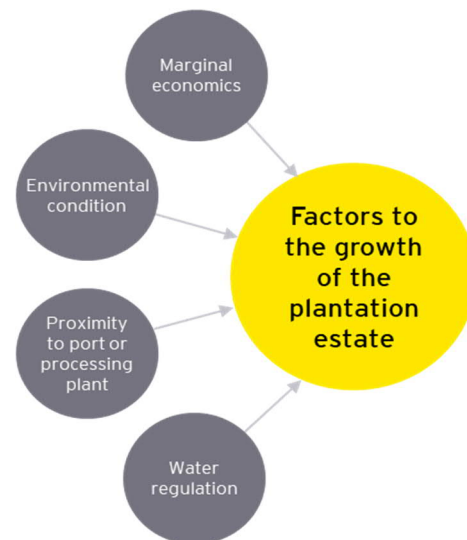 Marginal
economics
Environmental
condition
Factors to
the growth
of the
plantation
estate
Proximity
to port or
processing
plant
Water
regulation